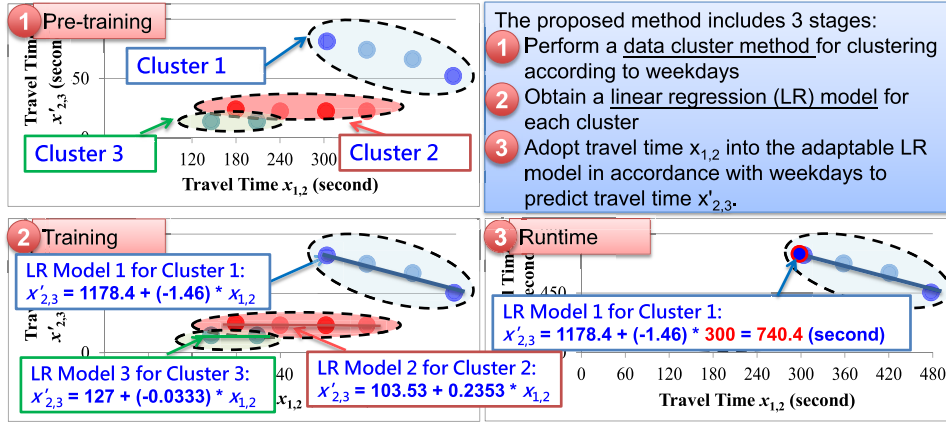 1 Pre-training
Travel Time
x'2,3 (second)
50
Cluster 1
Cluster 3
Cluster 2
120 180 240 300
Travel Time x1,2 (second)
The proposed method includes 3 stages:
1 Perform a data cluster method for clustering
according to weekdays
2 Obtain a linear regression (LR) model for
each cluster
3 Adopt travel time x1,2 into the adaptable LR
model in accordance with weekdays to
predict travel time x'2,3.
2 Training
LR Model 1 for Cluster 1:
x'2,3 = 1178.4 + (-1.46) * x1,2
LR Model 3 for Cluster 3:
x'2,3 = 127 + (-0.0333) * x1,2
LR Model 2 for Cluster 2:
x'2,3 = 103.53 + 0.2353 * x1,2
3 Runtime
450
LR Model 1 for Cluster 1:
x'2,3 = 1178.4 + (-1.46) * 300 = 740.4 (second)
0 60 120 180 240 300 360 420 480
Travel Time x1,2 (second)